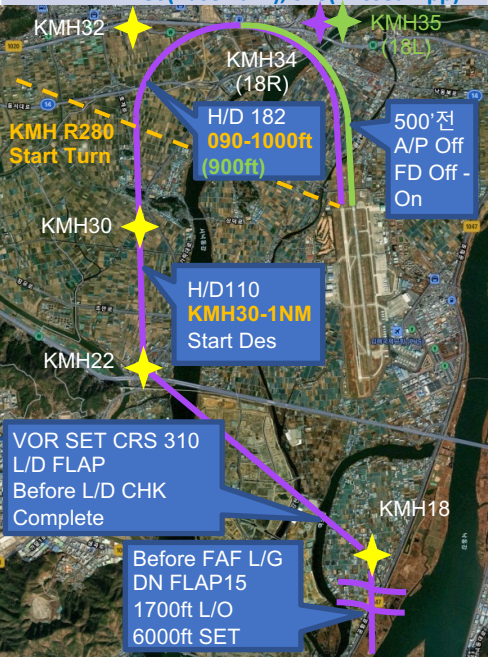 KMH32
KMH35
(18L)
KMH34
(18R)
H/D 182
090-1000ft
(900ft)
500'전
A/P Off
FD Off -
On
KMH R280
Start Turn
KMH30
H/D110
KMH30-1NM
Start Des
KMH22
VOR SET CRS 310
L/D FLAP
Before L/D CHK
Complete
KMH18
Before FAF L/G
DN FLAP15
1700ft L/O
6000ft SET